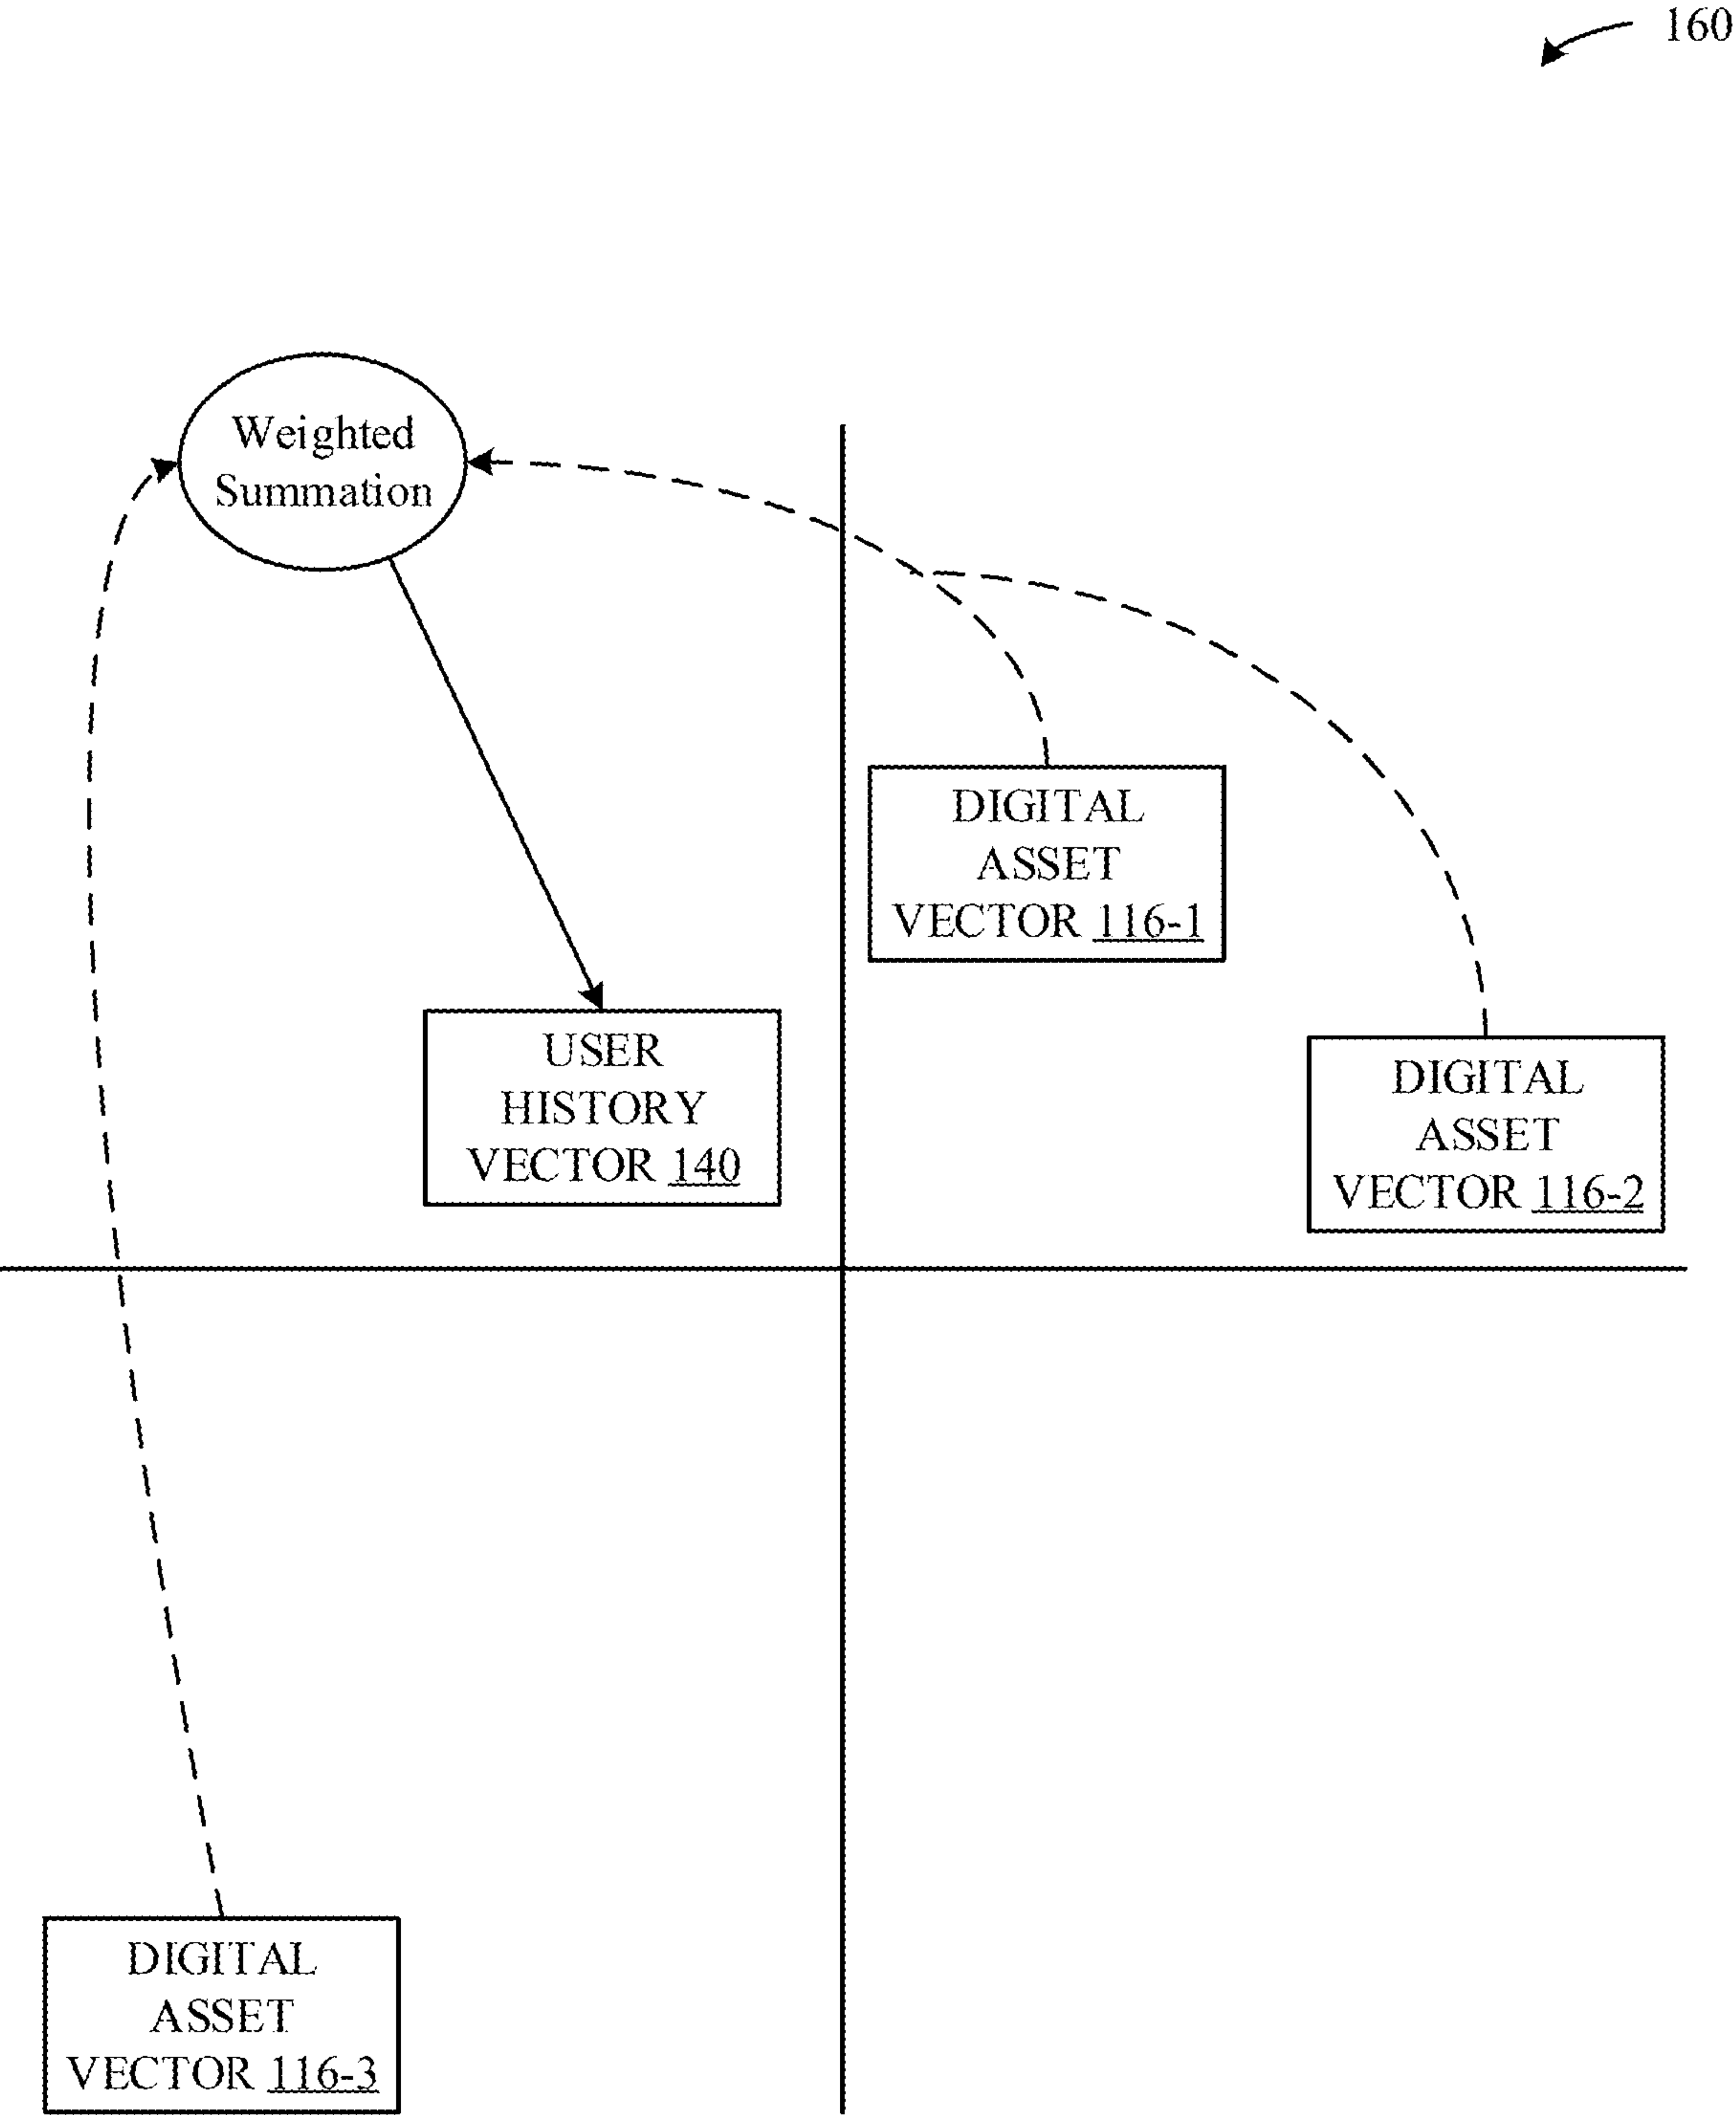 160
Weighted
Summation
DIGITAL
ASSET
VECTOR 116-1
USER
HISTORY
VECTOR 140
DIGITAL
ASSET
VECTOR 116-2
DIGITAL
ASSET
VECTOR 116-3